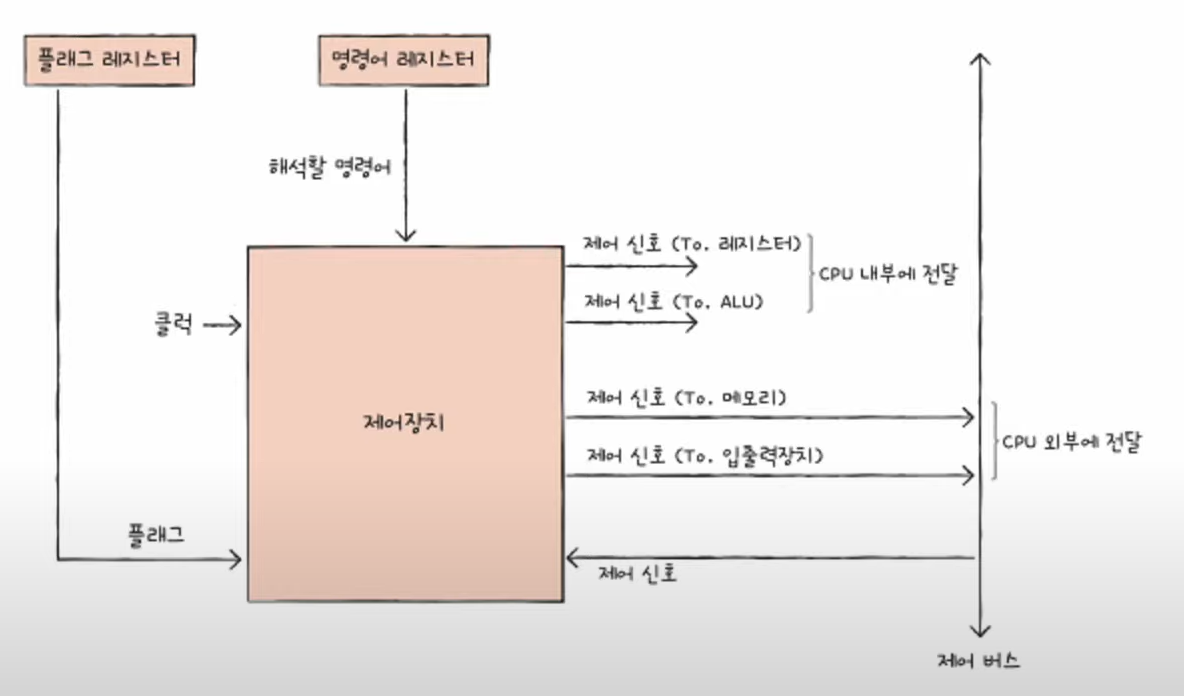 플래그 레지스터
명령어 레지스터
해석할 명령어
제어 신호 (To. 레지스터)
CPU 내부에 전달
제어 신호 (To. ALU)
클럭
제어 신호 (To. 메모리)
제어장치
CPU 외부에 전달
제어 신호 (To. 입출력장치)
플래그
제어 신호
제어 버스